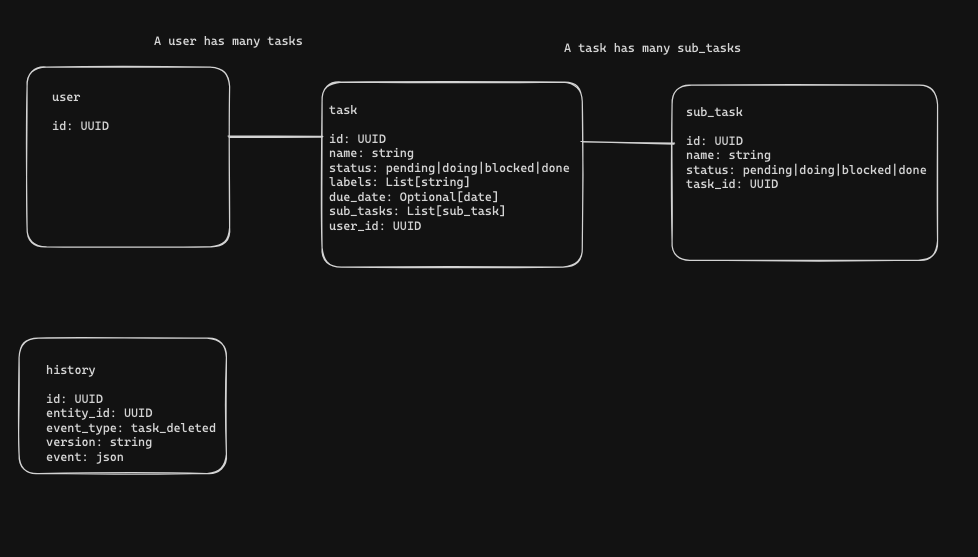 A user has many tasks
A task has many sub_tasks
user
id: UUID
task
id: UUID
name: string
status: pending|doing|blocked|done
labels: List[string]
due_date: Optional[date]
sub_tasks: List[sub_task]
user_id: UUID
sub_task
id: UUID
name: string
status: pending|doing|blocked|done
task_id: UUID
history
id: UUID
entity_id: UUID
event_type: task_deleted
version: string
event: json